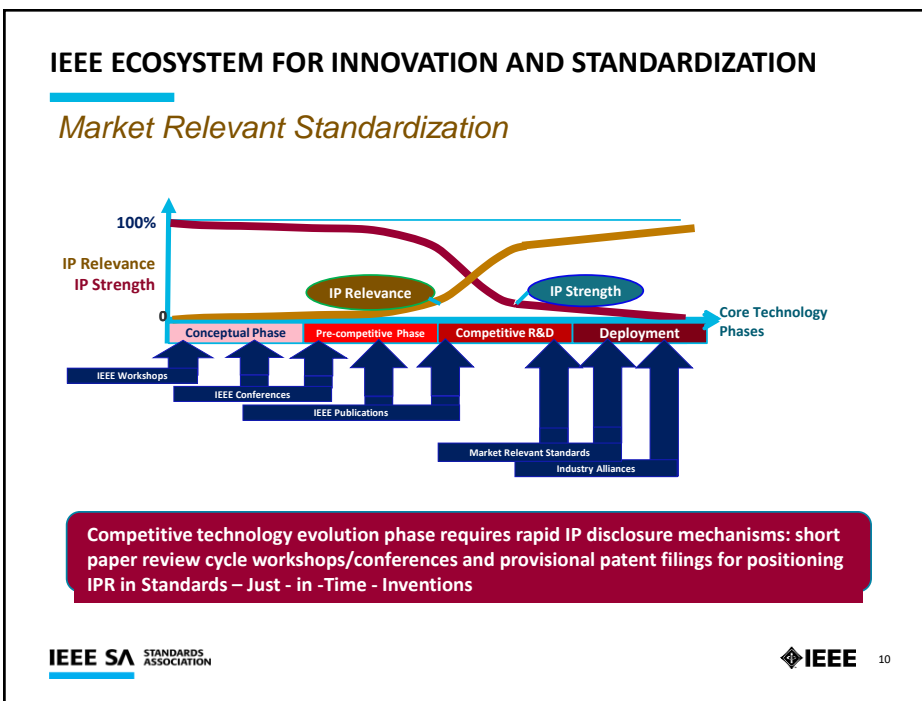 IEEE ECOSYSTEM FOR INNOVATION AND STANDARDIZATION
Market Relevant Standardization
100%
IP Relevance
IP Strength
0
IP Relevance
IP Strength
Core Technology
Phases
Conceptual Phase
Pre-competitive Phase
Competitive R&D
Deployment
IEEE Workshops
IEEE Conferences
IEEE Publications
Market Relevant Standards
Industry Alliances
Competitive technology evolution phase requires rapid IP disclosure mechanisms: short
paper review cycle workshops/conferences and provisional patent filings for positioning
IPR in Standards – Just - in -Time - Inventions
IEEE SA STANDARDS
ASSOCIATION
IEEE
10